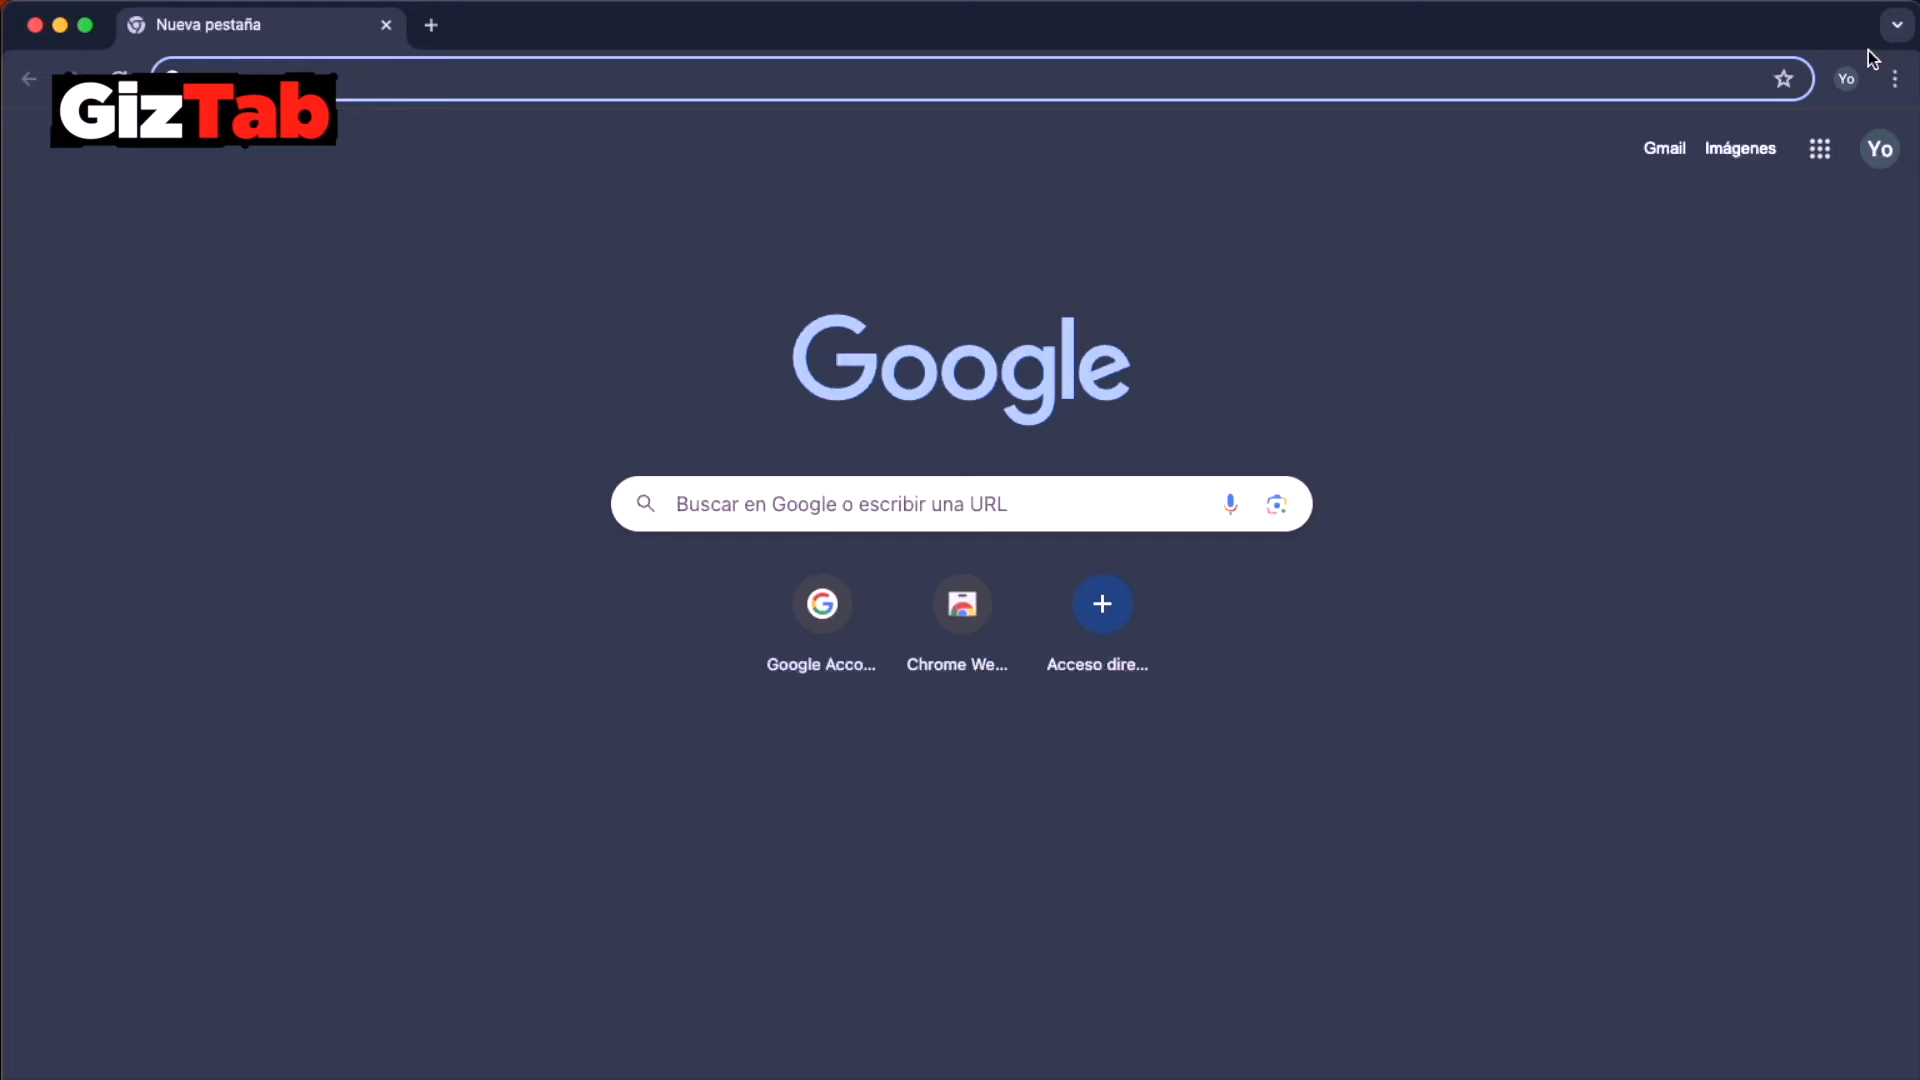 Nueva pestaña
GizTab
Yo
Gmail Imágenes Yo
Google
Buscar en Google o escribir una URL
Google Acco... Chrome We... Acceso dire...